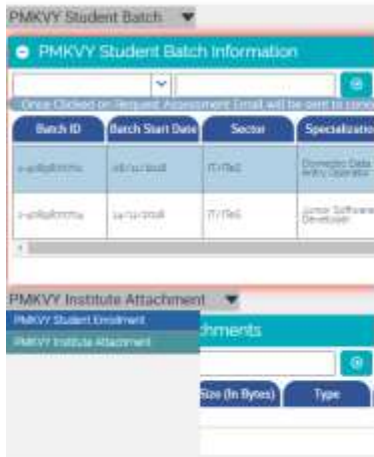 PMKVY Student Batch
PMKVY Student Batch Information
Once Clicked on Request Assessment Email will be sent to
Batch ID Batch Start Date Sector Specialization
IT/ITeS Domestic Data
Entry Operator
IT/ITeS Junior Software
Developer
PMKVY Institute Attachment
PMKVY Student Enrollment
PMKVY Institute Attachment
chments
Size (In Bytes) Type